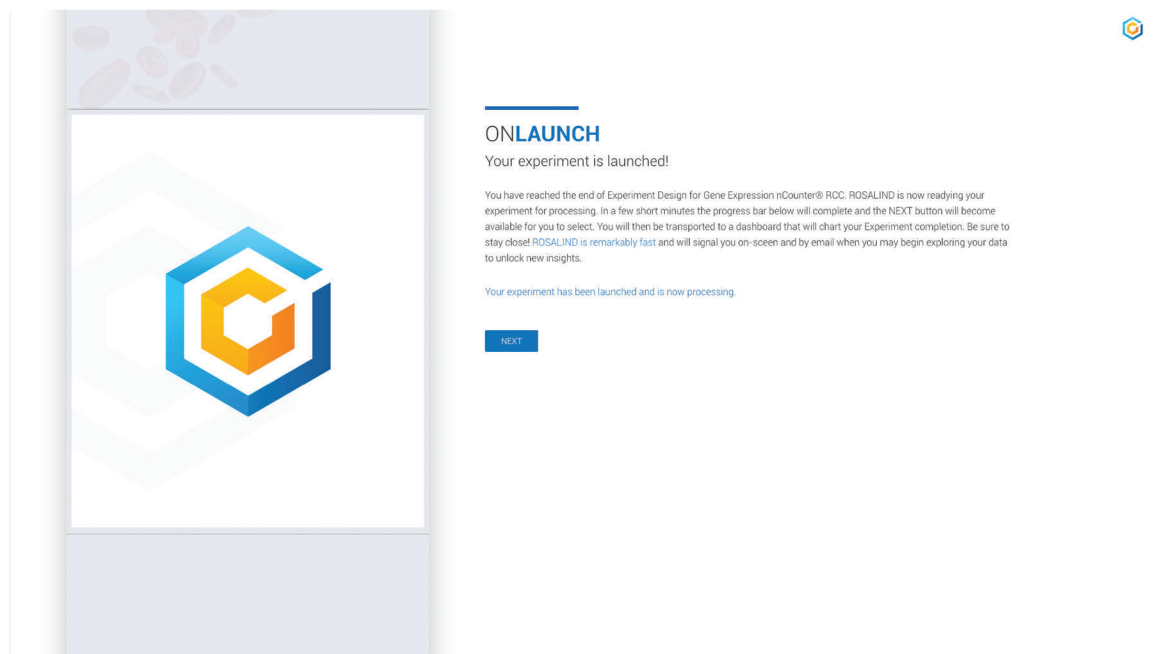 ONLAUNCH
Your experiment is launched!
You have reached the end of Experiment Design for Gene Expression nCounter® RCC. ROSALIND is now readying your
experiment for processing. In a few short minutes the progress bar below will complete and the NEXT button will become
available for you to select. You will then be transported to a dashboard that will chart your Experiment completion. Be sure to
stay close! ROSALIND is remarkably fast and will signal you on-sceen and by email when you may begin exploring your data
to unlock new insights.
Your experiment has been launched and is now processing.
NEXT